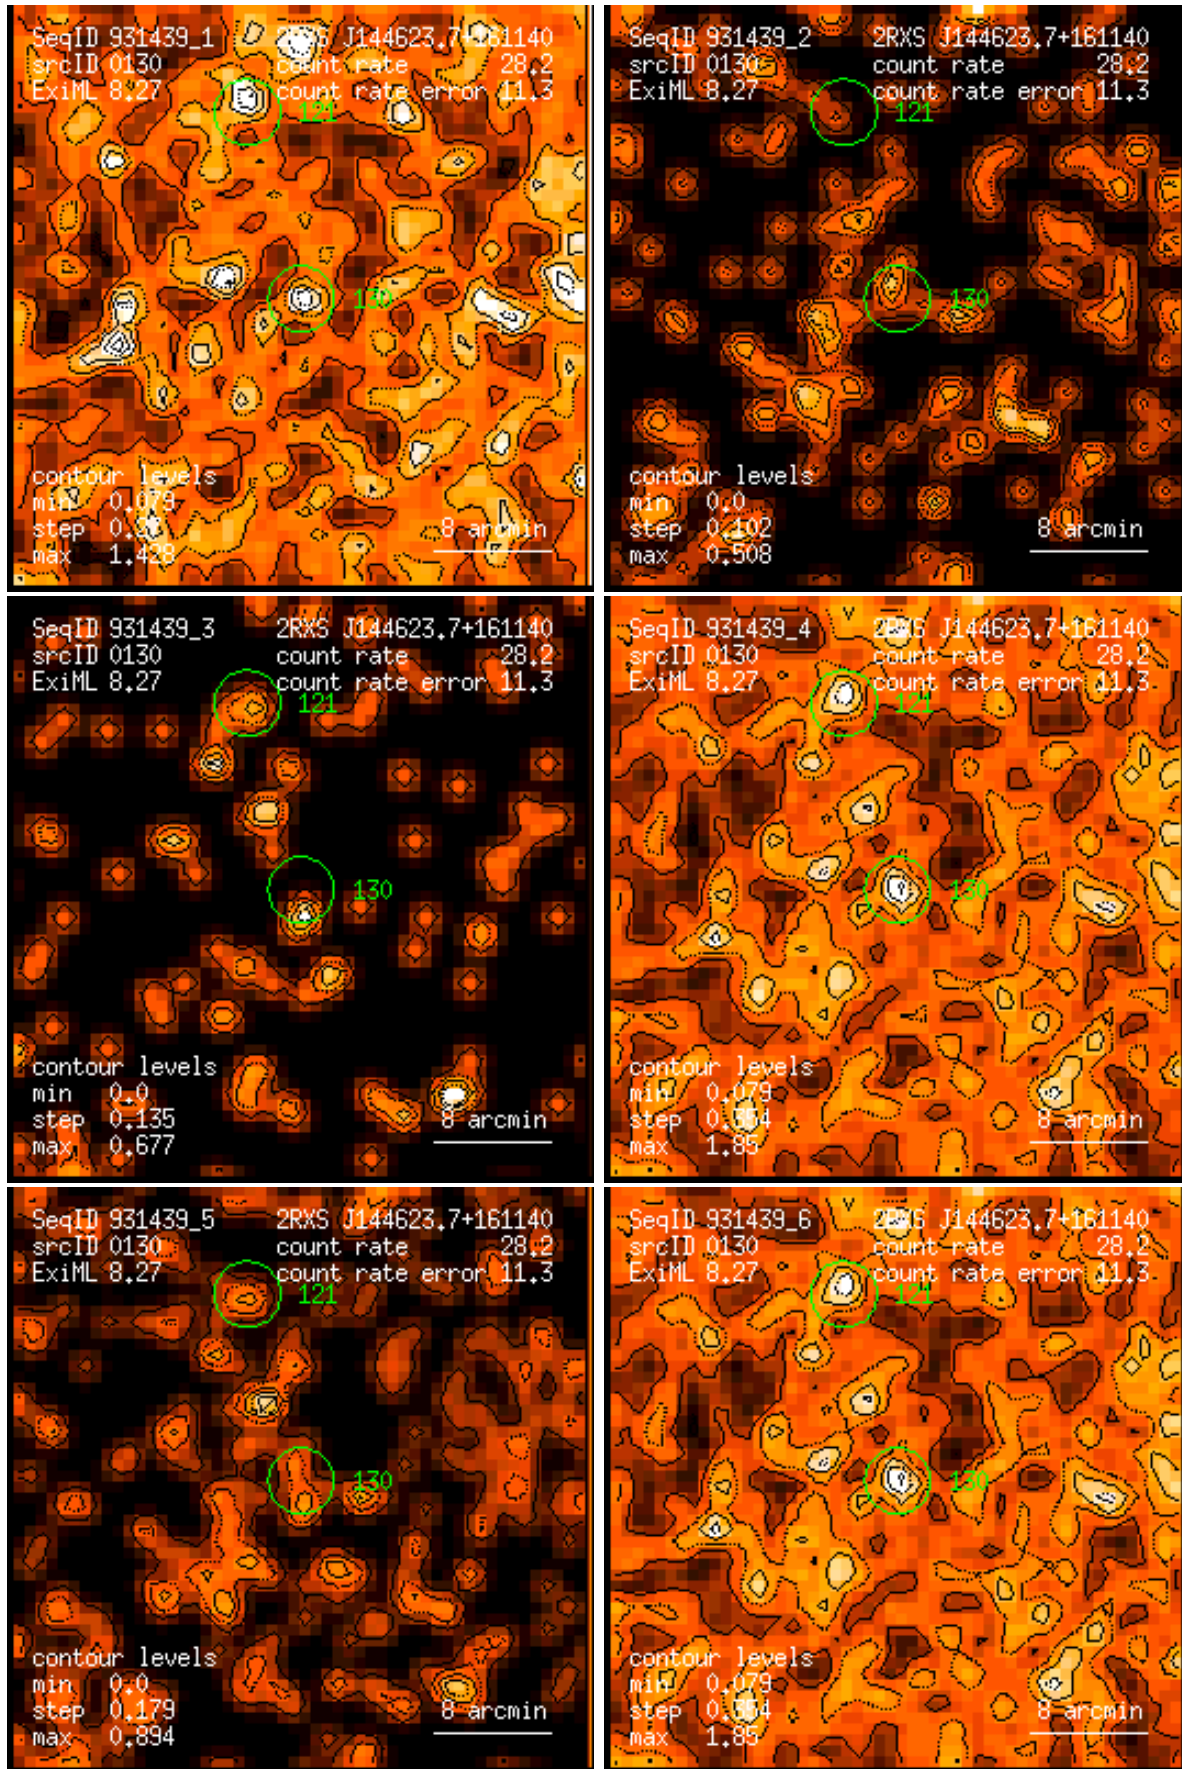 SeqID 931439_1 2RXS J144623.7+161140
srcID 0130 count rate 28.2
ExiML 8.27 count rate error 11.3
121
130
contour levels
min 0.079
step
max 1.428
8 arcmin
SeqID 931439_2 2RXS J144623.7+161140
srcID 0130 count rate 28.2
ExiML 8.27 count rate error 11.3
121
130
contour levels
min 0.0
step 0.102
max 0.508
8 arcmin
SeqID 931439_3 2RXS J144623.7+161140
srcID 0130 count rate 28.2
ExiML 8.27 count rate error 11.3
121
130
contour levels
min 0.0
step 0.135
max 0.677
8 arcmin
SeqID 931439_4 2RXS J144623.7+161140
srcID 0130 count rate 28.2
ExiML 8.27 count rate error 11.3
121
130
contour levels
min 0.079
step 0.354
max 1.85
8 arcmin
SeqID 931439_5 2RXS J144623.7+161140
srcID 0130 count rate 28.2
ExiML 8.27 count rate error 11.3
121
130
contour levels
min 0.0
step 0.179
max 0.894
8 arcmin
SeqID 931439_6 2RXS J144623.7+161140
srcID 0130 count rate 28.2
ExiML 8.27 count rate error 11.3
121
130
contour levels
min 0.079
step 0.354
max 1.85
8 arcmin